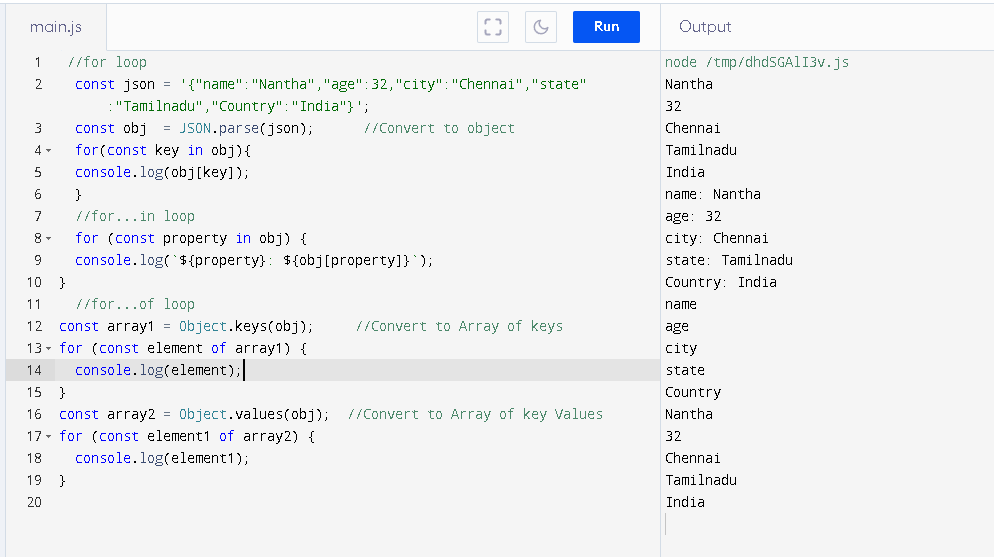 main.js
Run
Output
1 //for loop
2 const json = '{"name":"Nantha","age":32,"city":"Chennai","state"
:"Tamilnadu","Country":"India"}';
3 const obj = JSON.parse(json); //Convert to object
4 for(const key in obj){
5 console.log(obj[key]);
6 }
7 //for...in loop
8 for (const property in obj) {
9 console.log(`${property}: ${obj[property]}`);
10 }
11 //for...of loop
12 const array1 = Object.keys(obj); //Convert to Array of keys
13 for (const element of array1) {
14 console.log(element);
15 }
16 const array2 = Object.values(obj); //Convert to Array of key Values
17 for (const element1 of array2) {
18 console.log(element1);
19 }
20
node /tmp/dhdSGAlI3v.js
Nantha
32
Chennai
Tamilnadu
India
name: Nantha
age: 32
city: Chennai
state: Tamilnadu
Country: India
name
age
city
state
Country
Nantha
32
Chennai
Tamilnadu
India